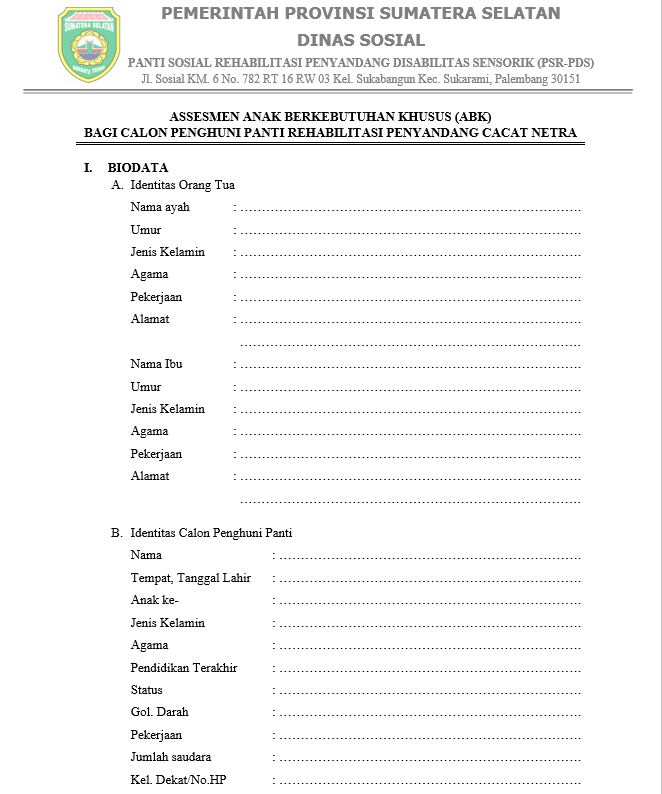 PEMERINTAH PROVINSI SUMATERA SELATAN
DINAS SOSIAL
PANTI SOSIAL REHABILITASI PENYANDANG DISABILITAS SENSORIK (PSR-PDS)
Jl. Sosial KM. 6 No. 782 RT 16 RW 03 Kel. Sukabangun Kec. Sukarami, Palembang 30151
SUMATERA SELATAN
BERSATU TEGUH
ASSESMEN ANAK BERKEBUTUHAN KHUSUS (ABK)
BAGI CALON PENGHUNI PANTI REHABILITASI PENYANDANG CACAT NETRA
I. BIODATA
A. Identitas Orang Tua
Nama ayah : ……………………………………………………………………….
Umur : ……………………………………………………………………….
Jenis Kelamin : ……………………………………………………………………….
Agama : ……………………………………………………………………….
Pekerjaan : ……………………………………………………………………….
Alamat : ……………………………………………………………………….
……………………………………………………………………….
Nama Ibu : ……………………………………………………………………….
Umur : ……………………………………………………………………….
Jenis Kelamin : ……………………………………………………………………….
Agama : ……………………………………………………………………….
Pekerjaan : ……………………………………………………………………….
Alamat : ……………………………………………………………………….
……………………………………………………………………….
B. Identitas Calon Penghuni Panti
Nama : ………………………………………………………………
Tempat, Tanggal Lahir : ………………………………………………………………
Anak ke- : ………………………………………………………………
Jenis Kelamin : ………………………………………………………………
Agama : ………………………………………………………………
Pendidikan Terakhir : ………………………………………………………………
Status : ………………………………………………………………
Gol. Darah : ………………………………………………………………
Pekerjaan : ………………………………………………………………
Jumlah saudara : ………………………………………………………………
Kel. Dekat/No.HP : ………………………………………………………………